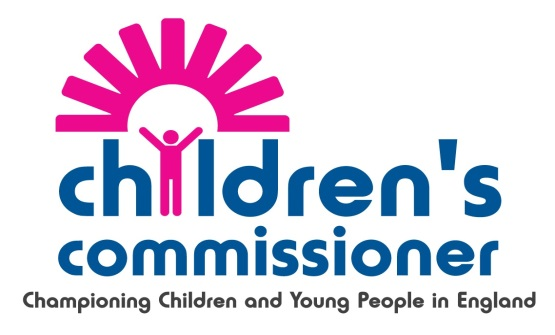 children's
commissioner
Championing Children and Young People in England